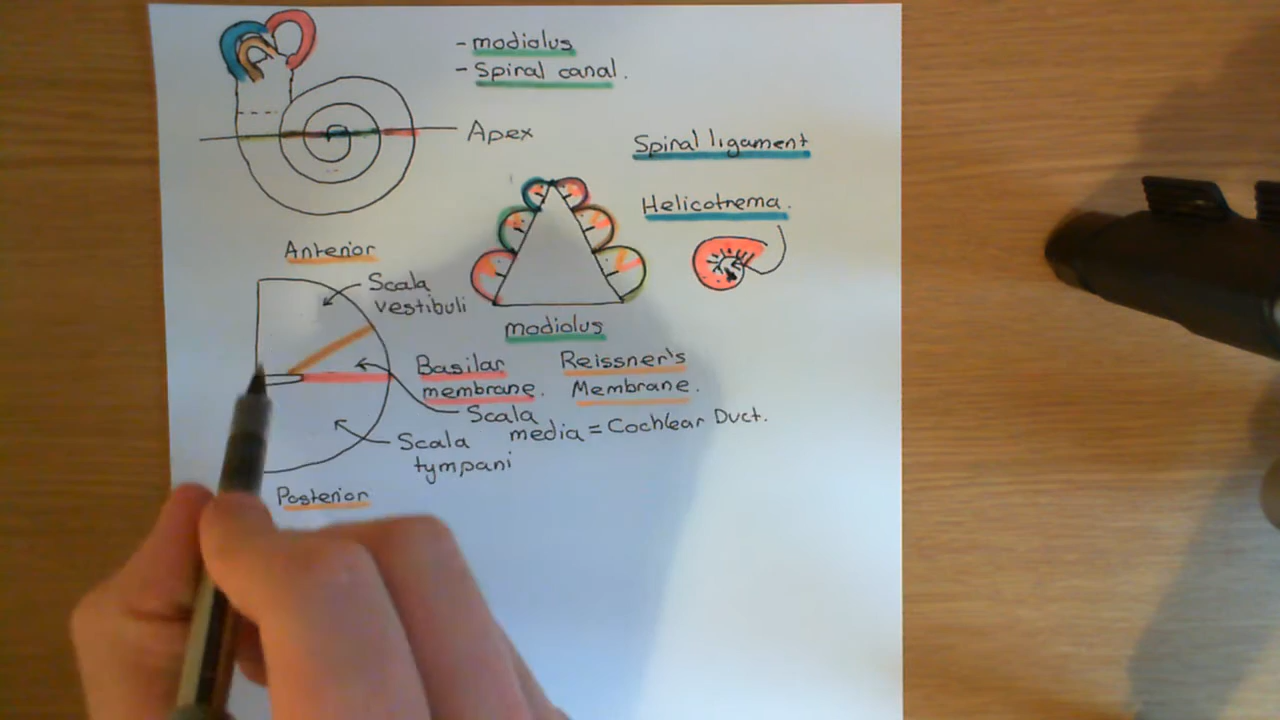 - modiolus
- Spiral canal.
Apex
Spiral ligament
Helicotrema.
Anterior
Scala
vestibuli
modiolus
Basilar
membrane.
Reissner's
Membrane.
Scala
media = Cochlear Duct.
Scala
tympani
Posterior